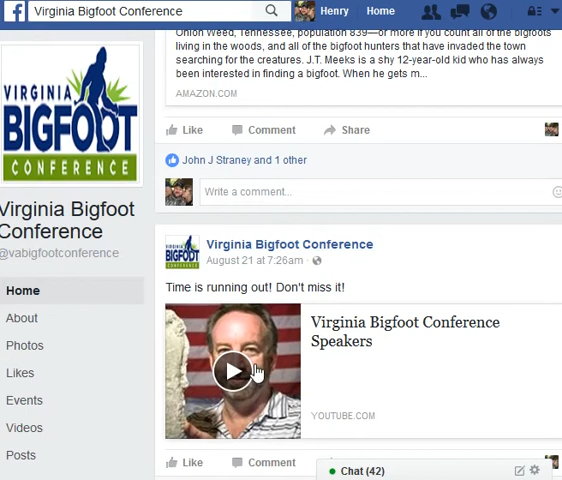 Virginia Bigfoot Conference
Henry
Home
VIRGINIA
BIGFOOT
CONFERENCE
Virginia Bigfoot
Conference
@vabigfootconference
Home
About
Photos
Likes
Events
Videos
Posts
Onion Weed, Tennessee, population 839—or more if you count all of the bigfoots
living in the woods, and all of the bigfoot hunters that have invaded the town
searching for the creatures. J.T. Meeks is a shy 12-year-old kid who has always
been interested in finding a bigfoot. When he gets m...
AMAZON.COM
Like Comment Share
John J Straney and 1 other
Write a comment...
VIRGINIA
BIGFOOT
CONFERENCE
Virginia Bigfoot Conference
August 21 at 7:26am ·
Time is running out! Don't miss it!
Virginia Bigfoot Conference
Speakers
YOUTUBE.COM
Like Comment
Chat (42)